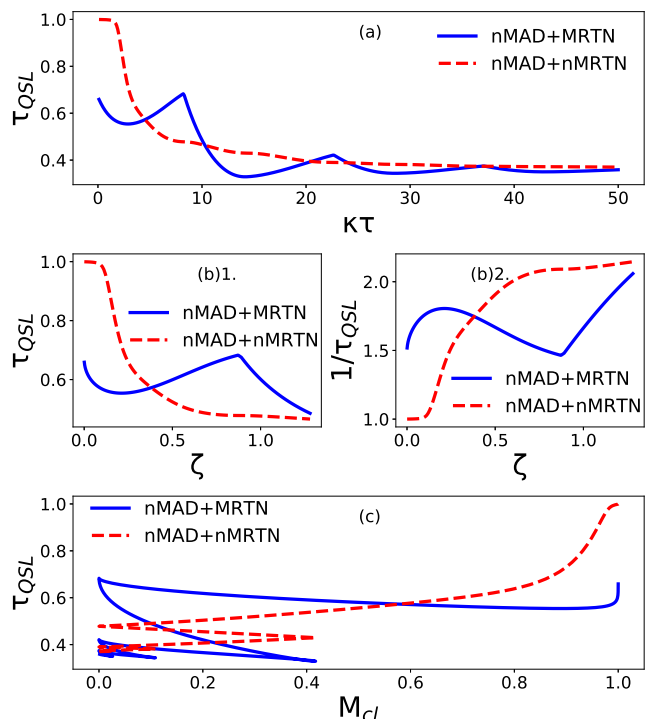 (a)
nMAD+MRTN
nMAD+nMRTN
τQSL
1.0
0.8
0.6
0.4
0 10 20 30 40 50
κτ
(b)1.
nMAD+MRTN
nMAD+nMRTN
τQSL
1.0
0.8
0.6
0.0 0.5 1.0
ζ
(b)2.
nMAD+MRTN
nMAD+nMRTN
1/τQSL
2.0
1.5
1.0
0.0 0.5 1.0
ζ
nMAD+MRTN
nMAD+nMRTN
(c)
τQSL
1.0
0.8
0.6
0.4
0.0 0.2 0.4 0.6 0.8 1.0
Mcl